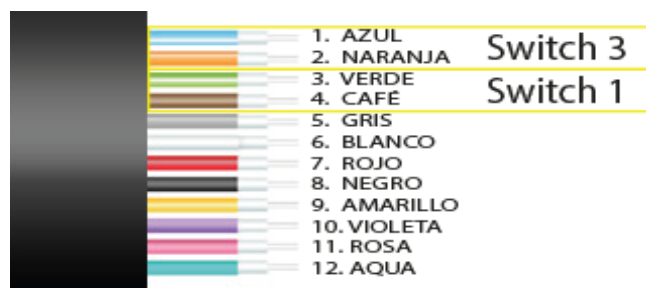 1. AZUL
2. NARANJA
Switch 3
3. VERDE
4. CAFÉ
Switch 1
5. GRIS
6. BLANCO
7. ROJO
8. NEGRO
9. AMARILLO
10. VIOLETA
11. ROSA
12. AQUA